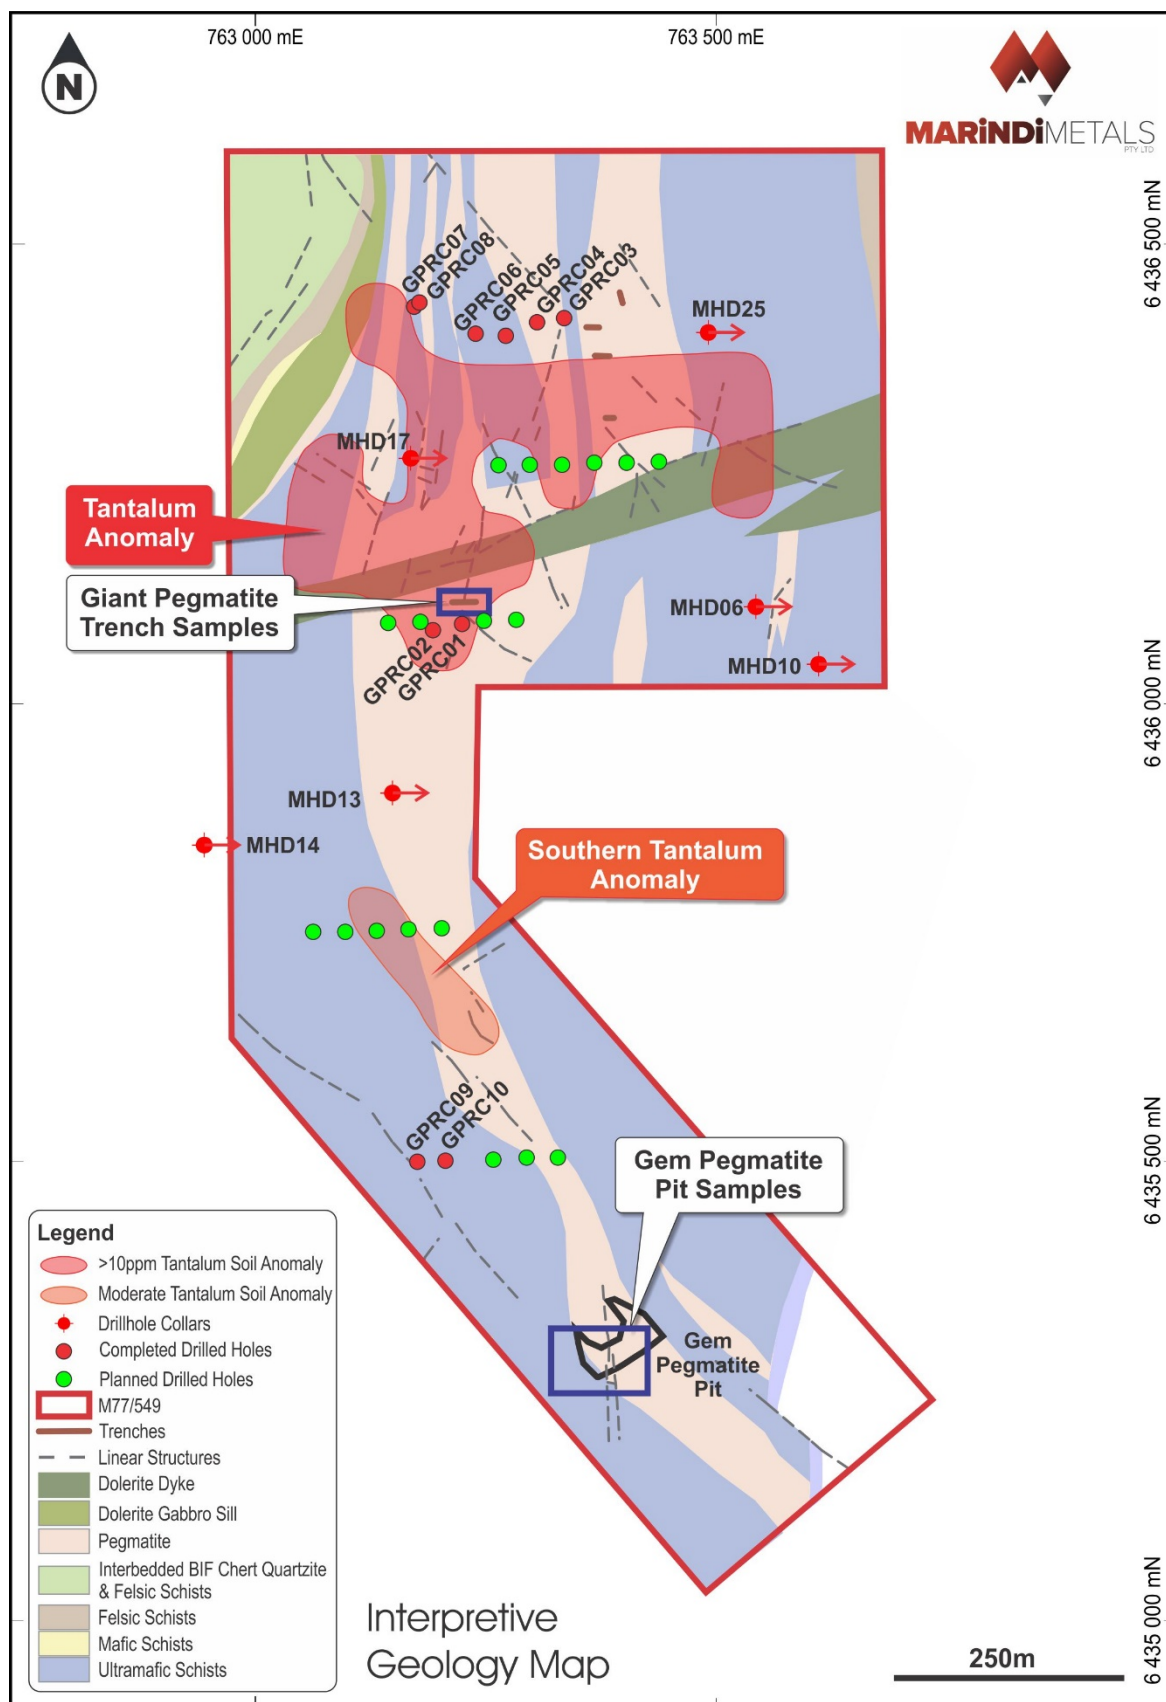 763 000 mE
763 500 mE
N
MARiNDiMETALS
PTY LTD
6 436 500 mN
GPRC07
GPRC08
GPRC06
GPRC05
GPRC04
GPRC03
MHD25
MHD17
Tantalum
Anomaly
Giant Pegmatite
Trench Samples
MHD06
MHD10
GPRC02
GPRC01
6 436 000 mN
MHD13
MHD14
Southern Tantalum
Anomaly
GPRC09
GPRC10
Gem Pegmatite
Pit Samples
6 435 500 mN
Gem
Pegmatite
Pit
Legend
>10ppm Tantalum Soil Anomaly
Moderate Tantalum Soil Anomaly
Drillhole Collars
Completed Drilled Holes
Planned Drilled Holes
M77/549
Trenches
Linear Structures
Dolerite Dyke
Dolerite Gabbro Sill
Pegmatite
Interbedded BIF Chert Quartzite
& Felsic Schists
Felsic Schists
Mafic Schists
Ultramafic Schists
Interpretive
Geology Map
250m
6 435 000 mN